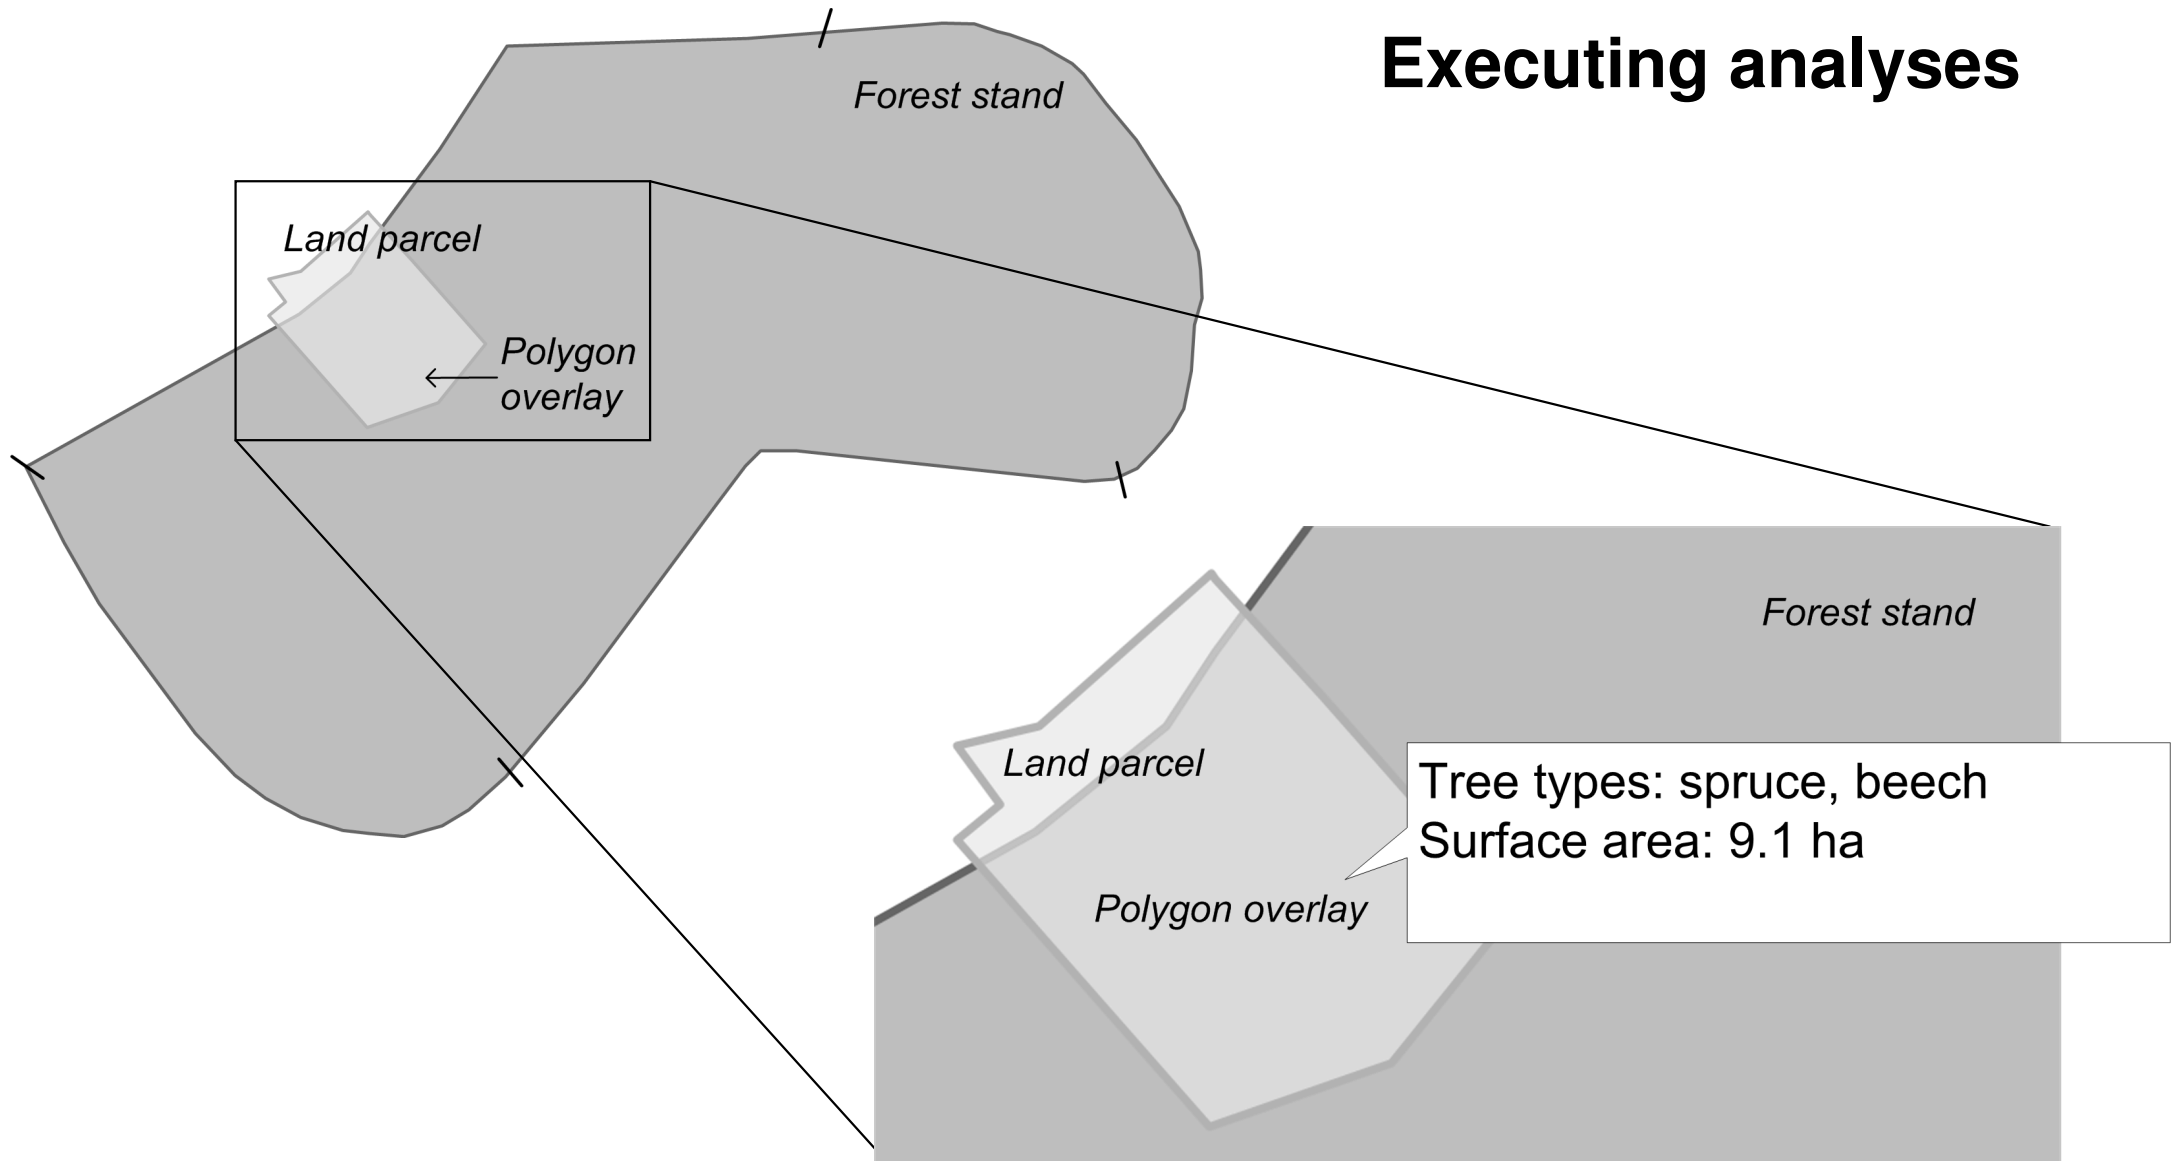 Executing analyses
Forest stand
Land parcel
Polygon
overlay
Forest stand
Land parcel
Tree types: spruce, beech
Surface area: 9.1 ha
Polygon overlay